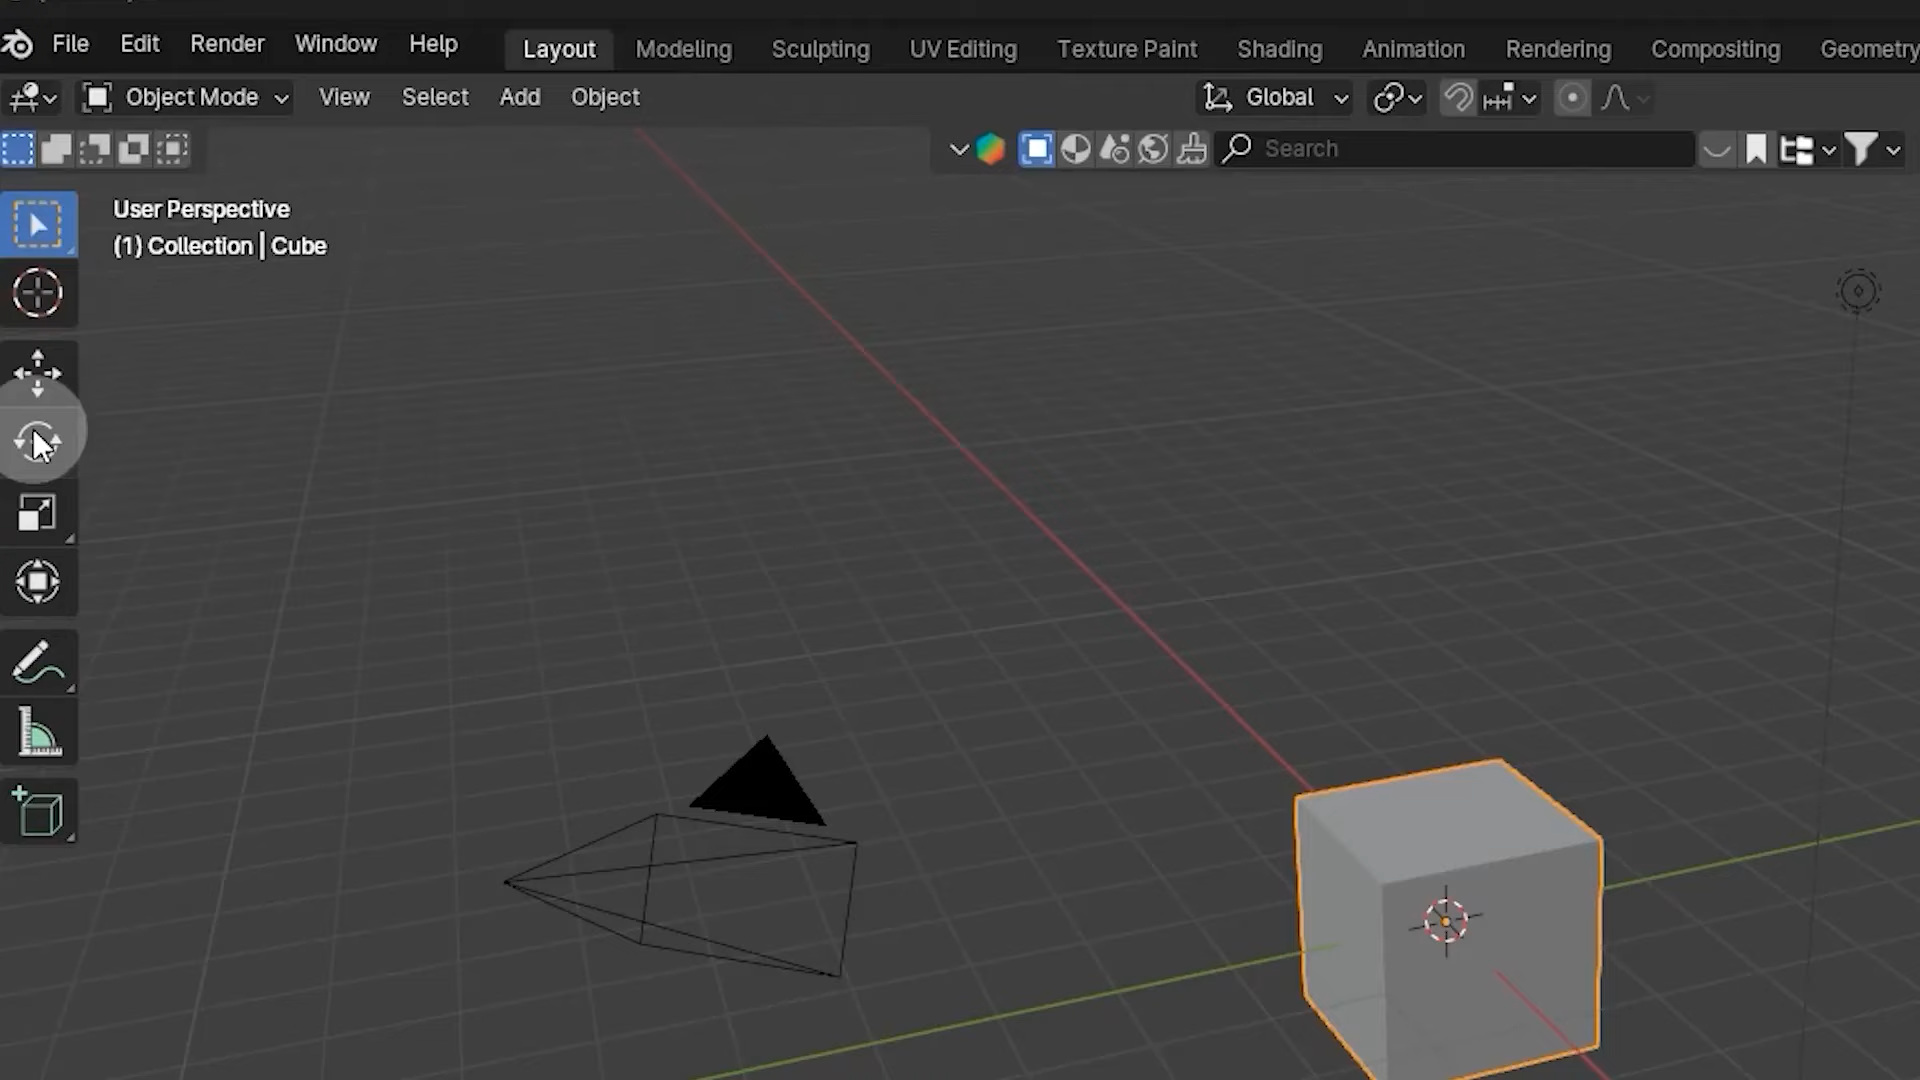 File Edit Render Window Help Layout Modeling Sculpting UV Editing Texture Paint Shading Animation Rendering Compositing Geometry
Object Mode View Select Add Object Global
Search
User Perspective
(1) Collection | Cube